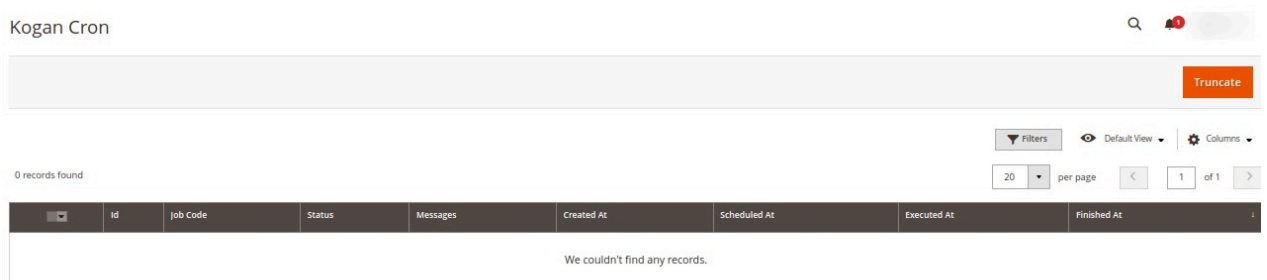 Kogan Cron
1
Truncate
Filters Default View Columns
0 records found 20 per page 1 of 1
Id Job Code Status Messages Created At Scheduled At Executed At Finished At ↓
We couldn't find any records.